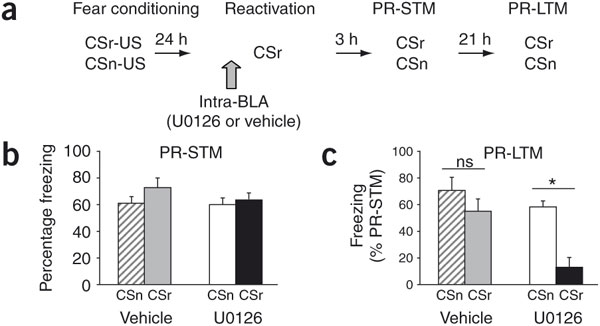 a
Fear conditioning Reactivation PR-STM PR-LTM
CSr-US 24 h CSr 3 h CSr 21 h CSr
CSn-US CSn CSn
Intra-BLA
(U0126 or vehicle)
b PR-STM
Percentage freezing
100
80
60
40
20
0
CSn CSr CSn CSr
Vehicle U0126
c PR-LTM
Freezing
(% PR-STM)
100
80
60
40
20
0
ns
*
CSn CSr CSn CSr
Vehicle U0126